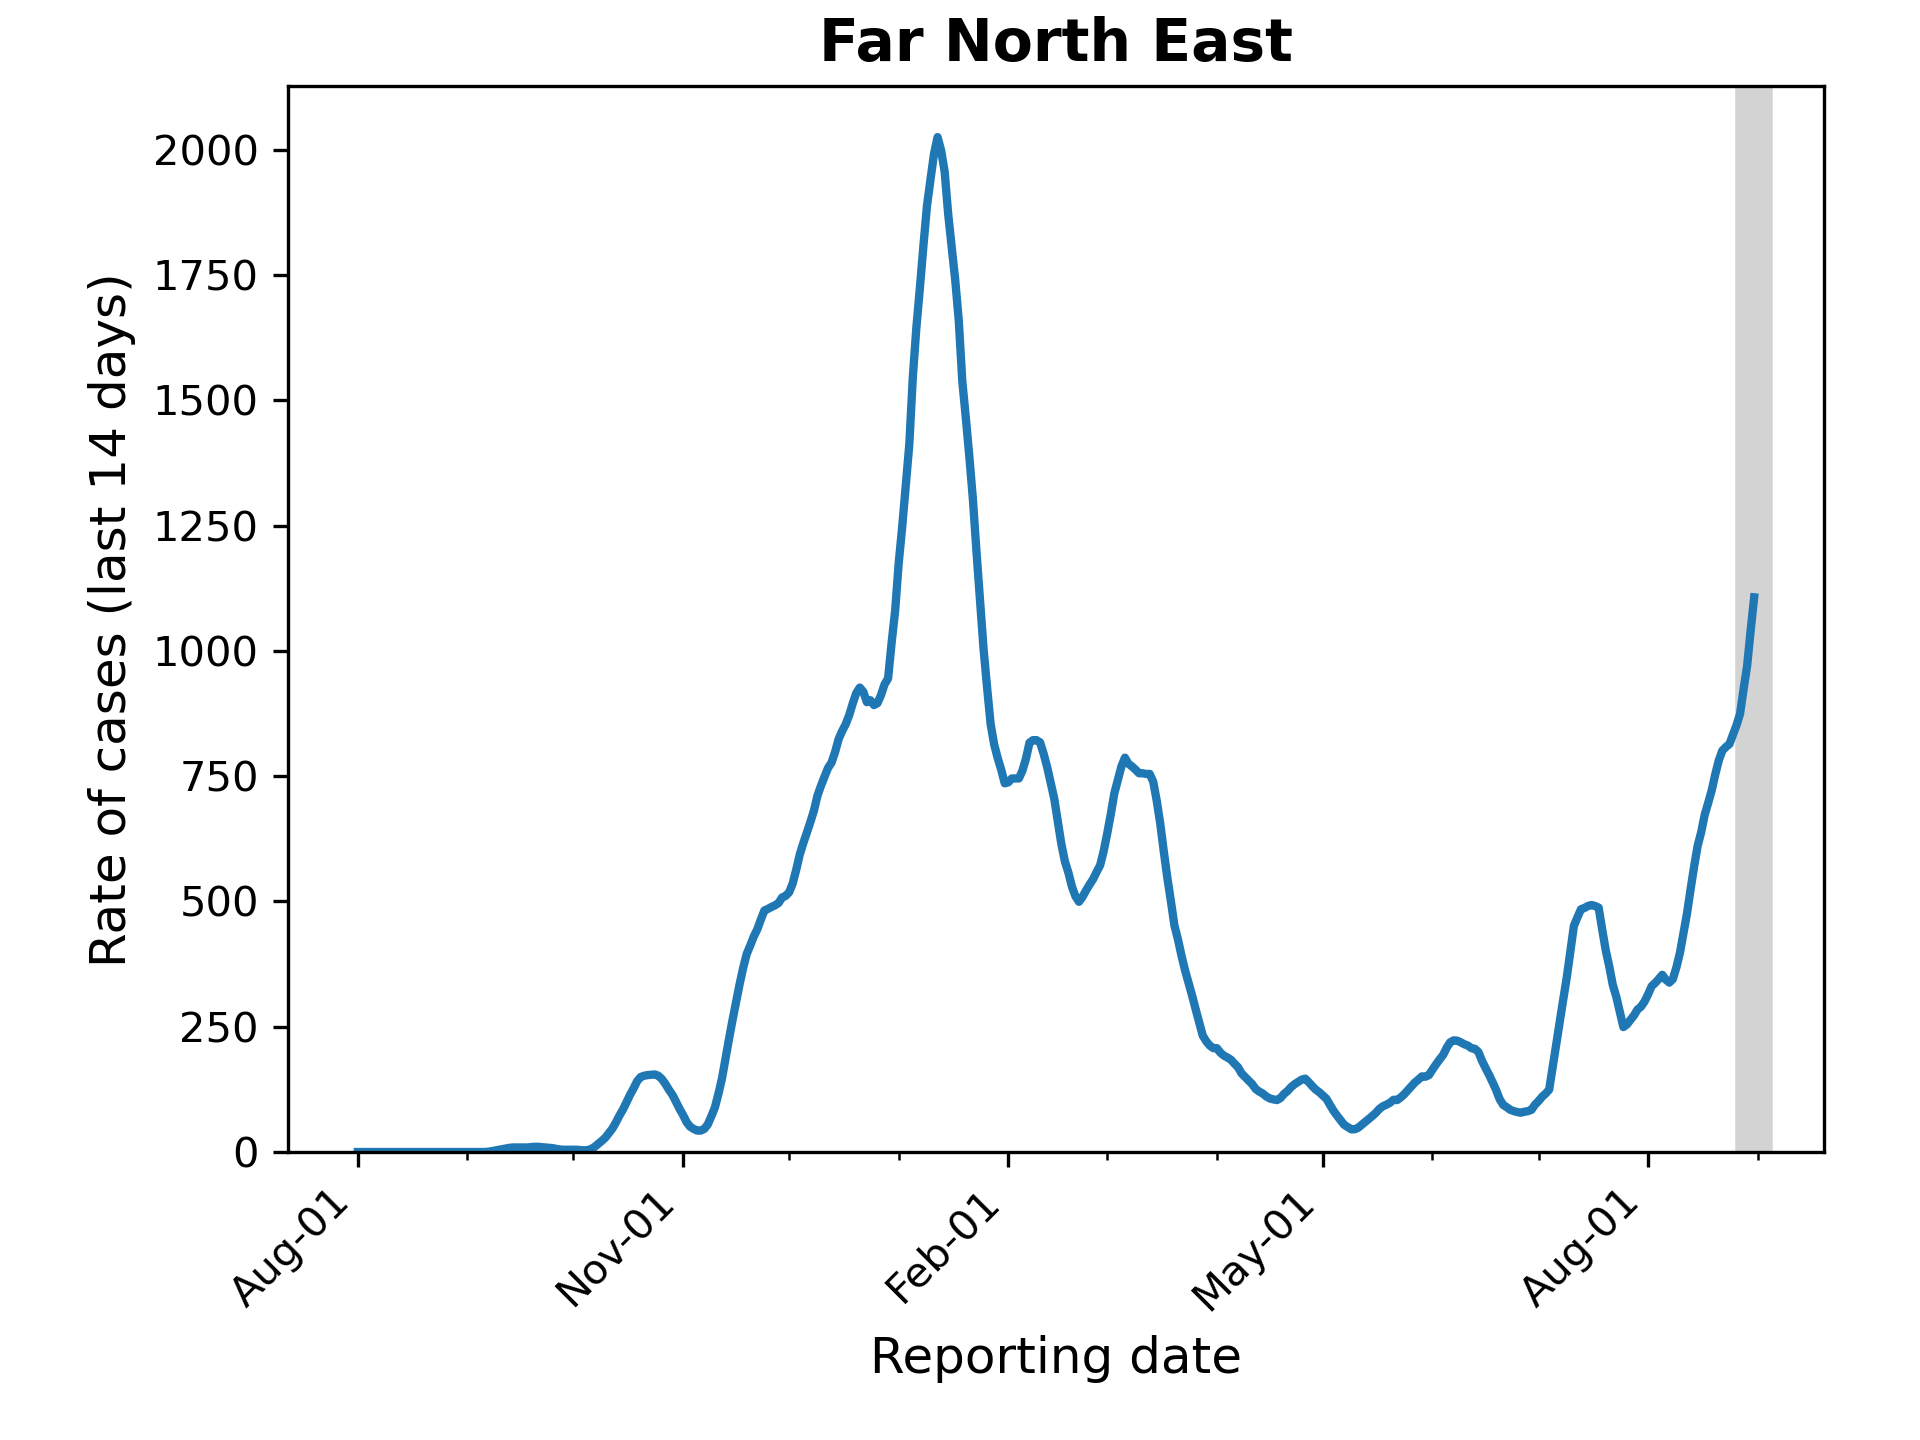 Far North East
Rate of cases (last 14 days)
2000
1750
1500
1250
1000
750
500
250
0
Aug-01
Nov-01
Feb-01
May-01
Aug-01
Reporting date